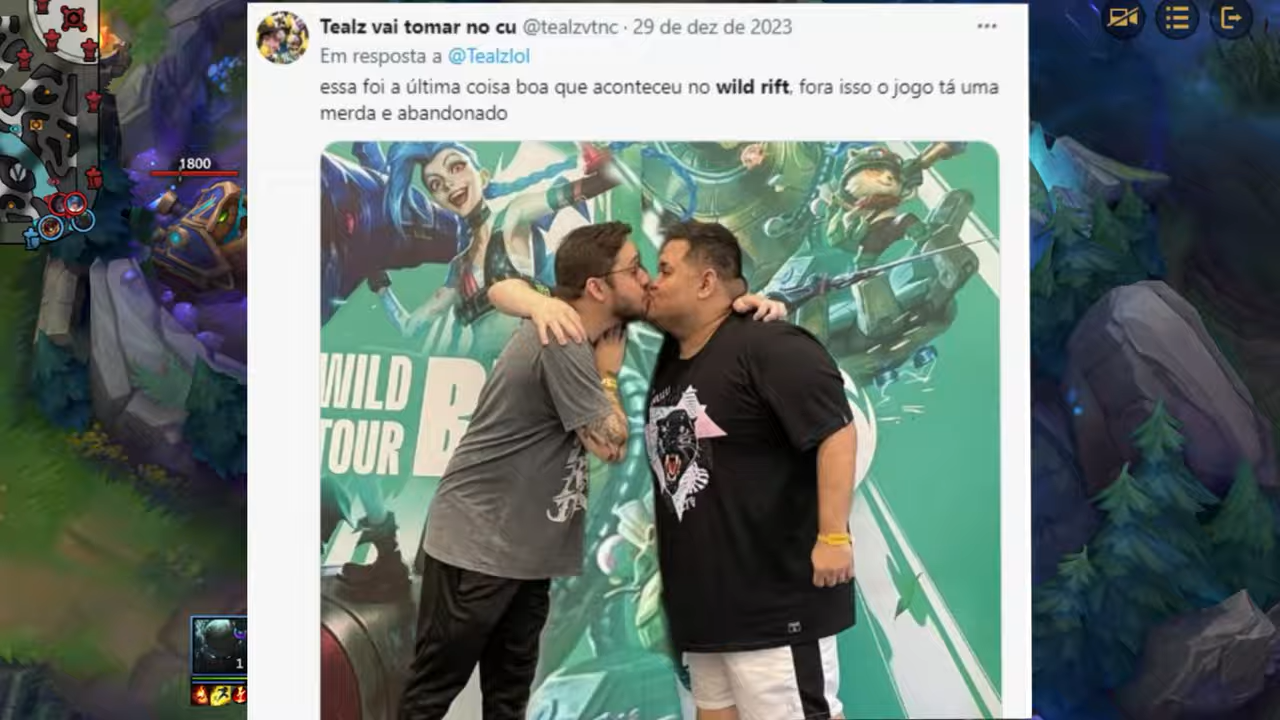 Tealz vai tomar no cu @tealzvtnc · 29 de dez de 2023
Em resposta a @Tealzlol
essa foi a última coisa boa que aconteceu no wild rift, fora isso o jogo tá uma
merda e abandonado
1800
WILD
TOUR
B
1